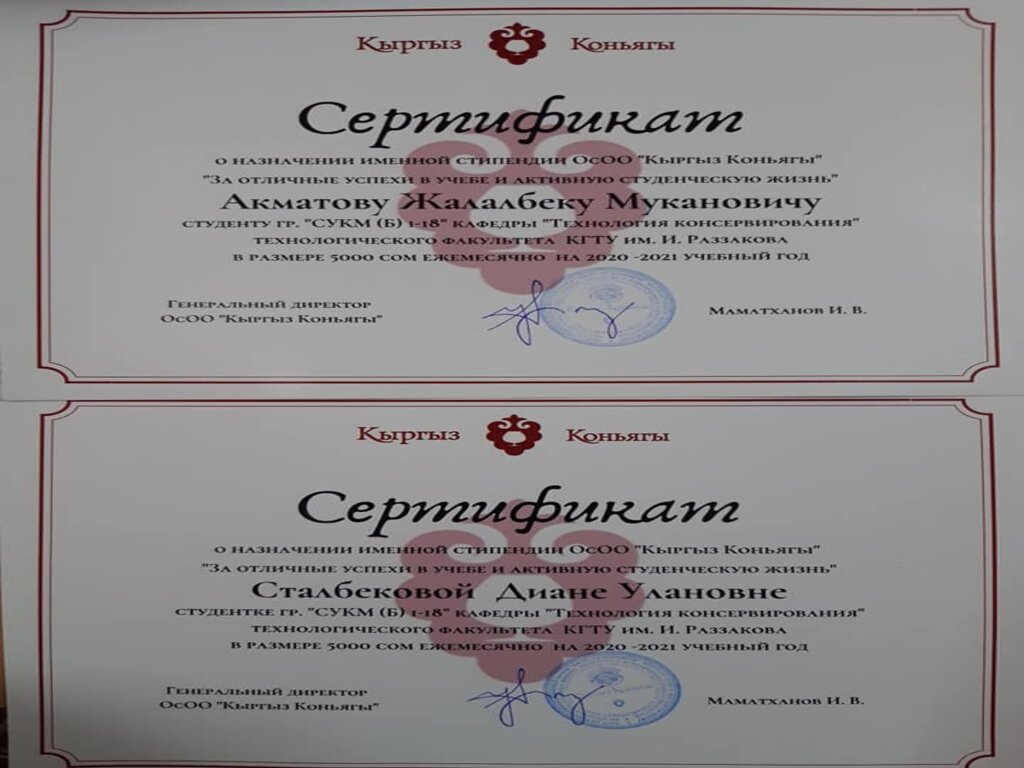 Кыргыз Коньягы
Сертификат
о назначении именной стипендии ОсОО "Кыргыз Коньягы"
"За отличные успехи в учебе и активную студенческую жизнь"
Акматову Жалалбеку Мукановичу
студенту гр. "СУКМ (Б) 1-18" кафедры "Технология консервирования"
технологического факультета КГТУ им. И. Раззакова
в размере 5000 сом ежемесячно на 2020 -2021 учебный год
Генеральный директор
ОсОО "Кыргыз Коньягы"
Маматханов И. В.
Кыргыз Коньягы
Сертификат
о назначении именной стипендии ОсОО "Кыргыз Коньягы"
"За отличные успехи в учебе и активную студенческую жизнь"
Сталбековой Диане Улановне
студентке гр. "СУКМ (Б) 1-18" кафедры "Технология консервирования"
технологического факультета КГТУ им. И. Раззакова
в размере 5000 сом ежемесячно на 2020 -2021 учебный год
Генеральный директор
ОсОО "Кыргыз Коньягы"
Маматханов И. В.